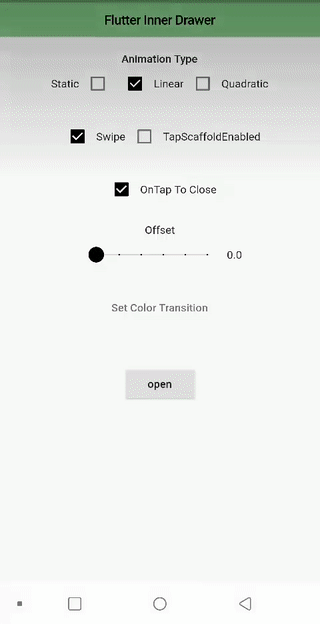 Flutter Inner Drawer
Animation Type
Static Linear Quadratic
Swipe TapScaffoldEnabled
OnTap To Close
Offset
0.0
Set Color Transition
open